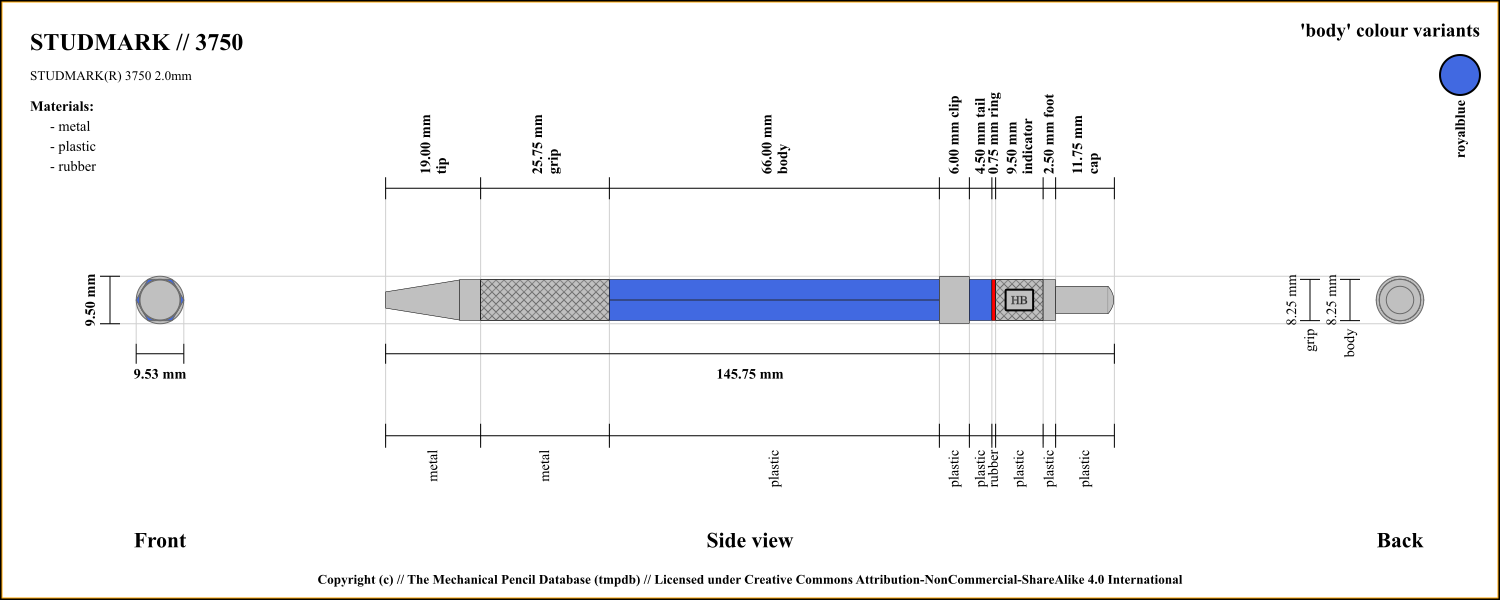 STUDMARK // 3750
'body' colour variants
STUDMARK(R) 3750 2.0mm
Materials:
- metal
- plastic
- rubber
royalblue
19.00 mm
tip
25.75 mm
grip
66.00 mm
body
6.00 mm clip
4.50 mm tail
0.75 mm ring
9.50 mm
indicator
2.50 mm foot
11.75 mm
cap
9.50 mm
9.53 mm
HB
145.75 mm
8.25 mm
grip
8.25 mm
body
metal
metal
plastic
plastic
plastic
rubber
plastic
plastic
plastic
Front
Side view
Back
Copyright (c) // The Mechanical Pencil Database (tmpdb) // Licensed under Creative Commons Attribution-NonCommercial-ShareAlike 4.0 International